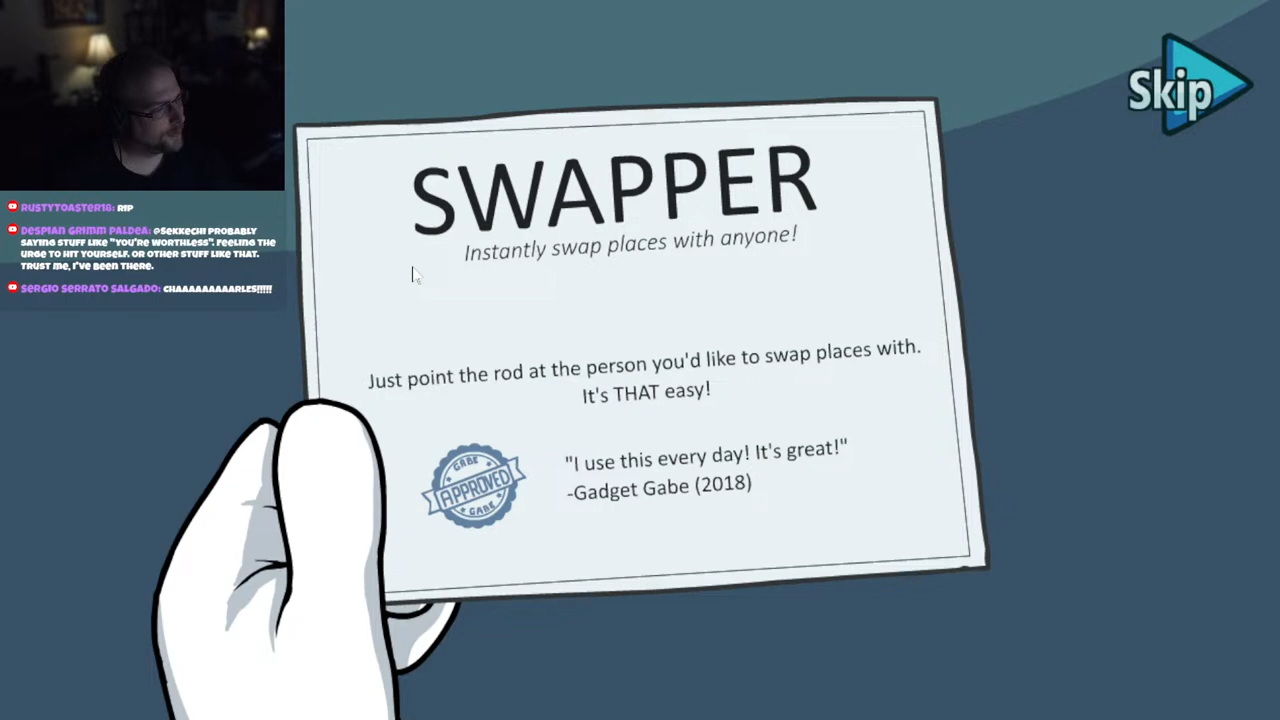 RUSTYTOASTER16: RIP
DESPIAN GRIMM PALDEA: @SEKKECHI PROBABLY
SAYING STUFF LIKE "YOU'RE WORTHLESS". FEELING THE
URGE TO HIT YOURSELF. OR OTHER STUFF LIKE THAT.
TRUST ME, I'VE BEEN THERE.
SERGIO SERRATO SALGADO: CHAAAAAAAARLES!!!!!
Skip
SWAPPER
Instantly swap places with anyone!
Just point the rod at the person you'd like to swap places with.
It's THAT easy!
GABE
APPROVED
GABE
"I use this every day! It's great!"
-Gadget Gabe (2018)